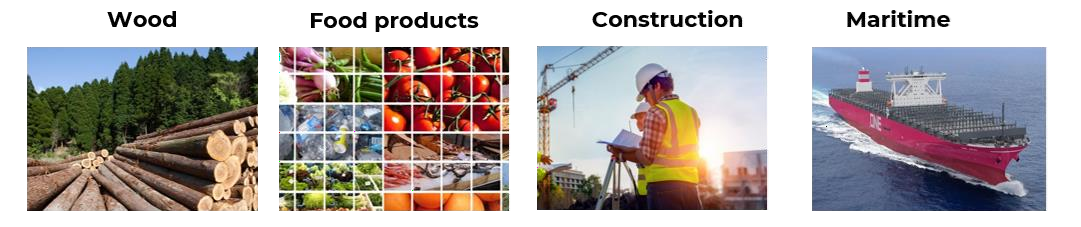 Wood
Food products
Construction
Maritime
ONE